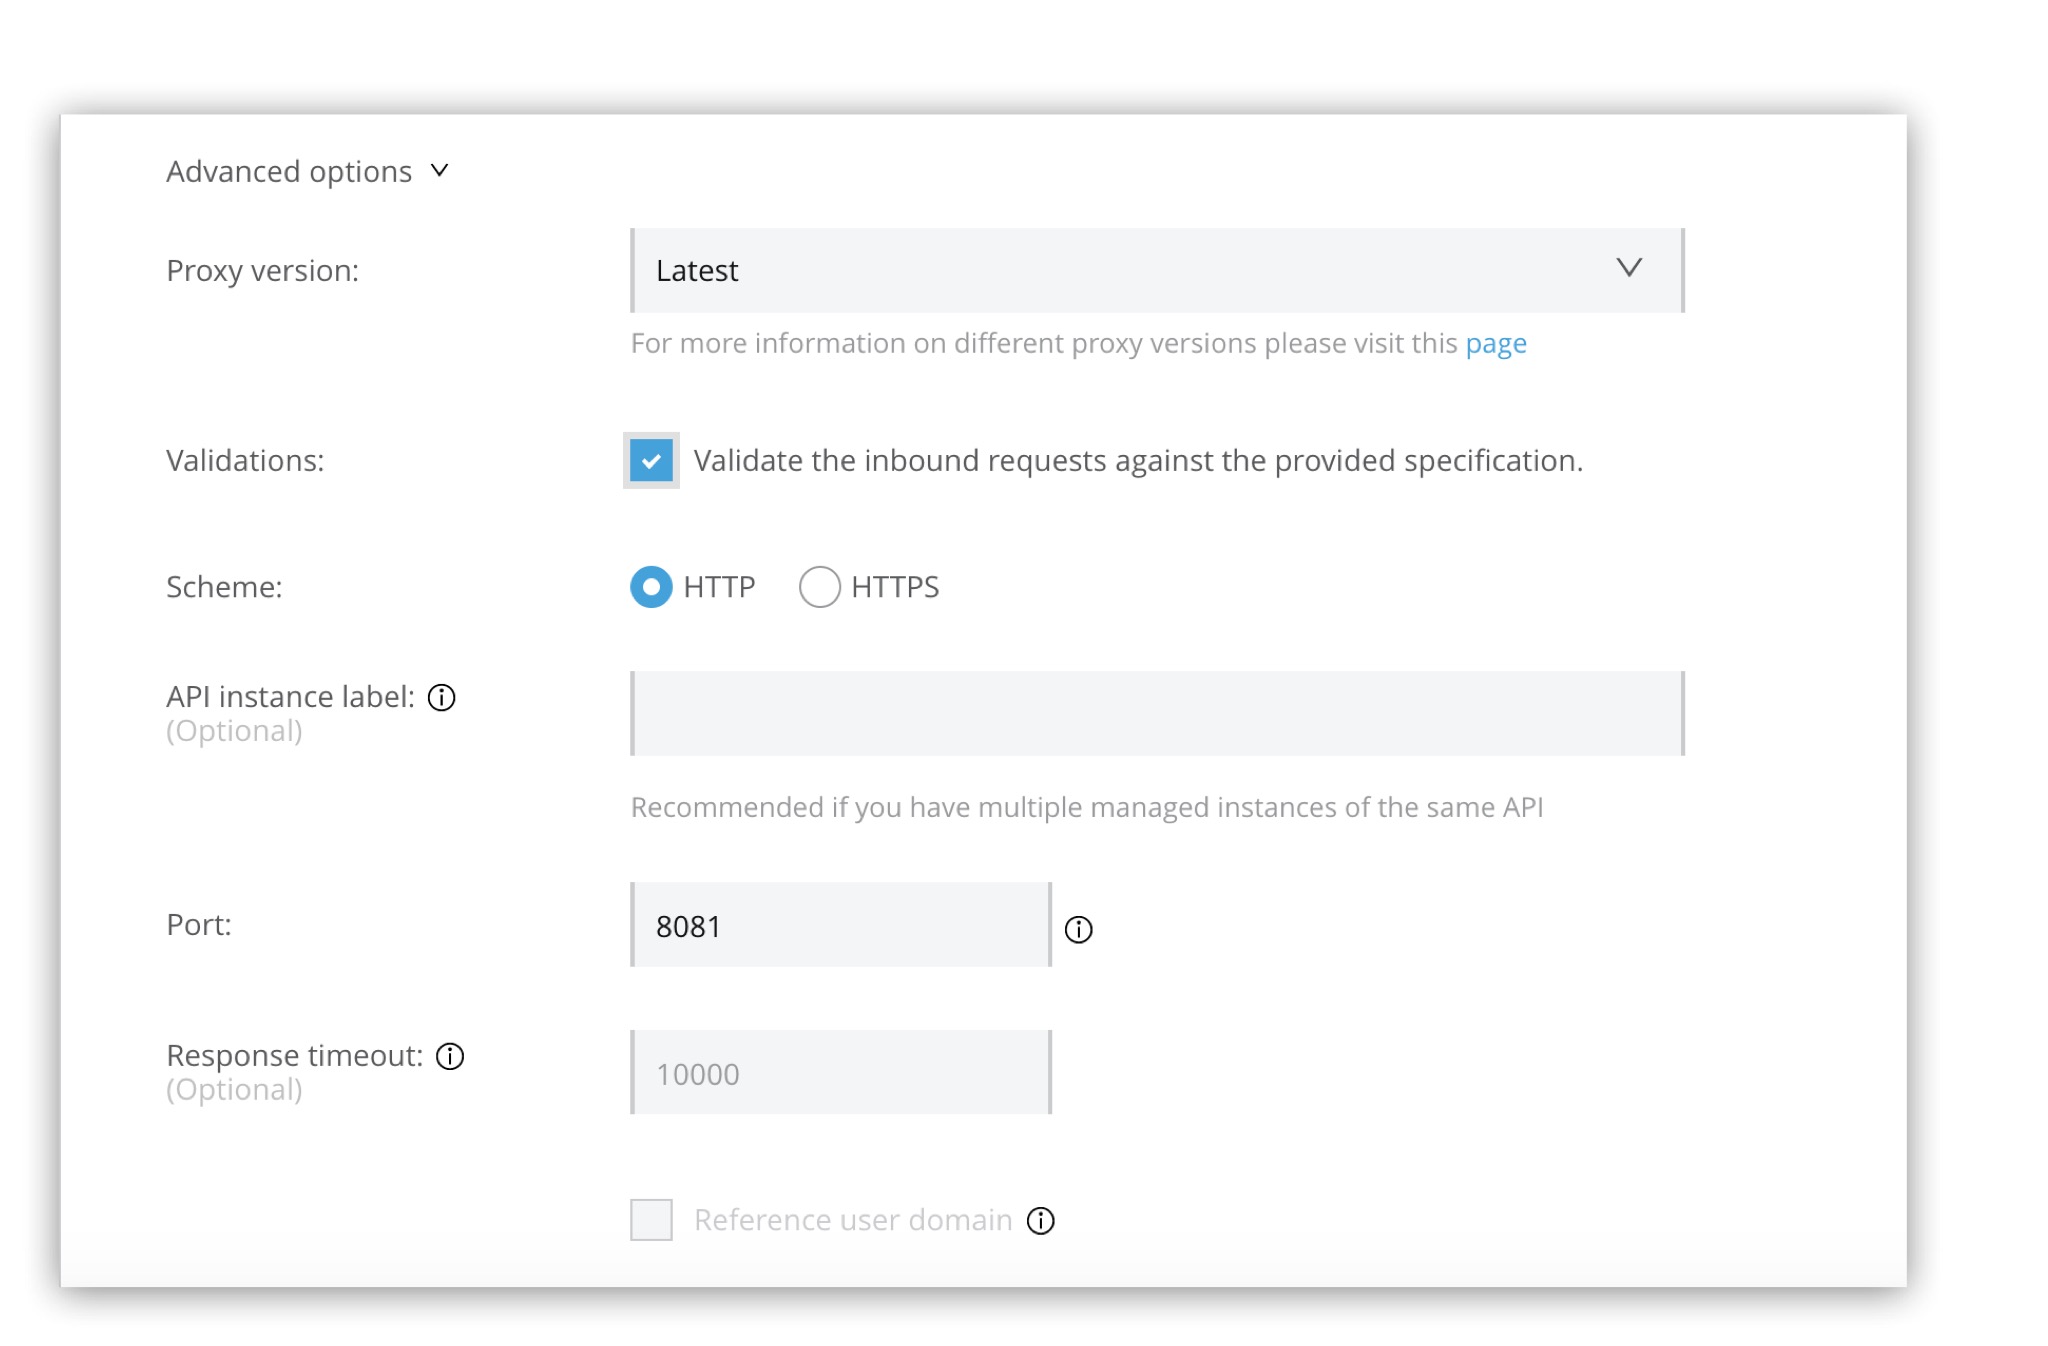 Advanced options
Proxy version:
Latest
For more information on different proxy versions please visit this page
Validations:
Validate the inbound requests against the provided specification.
Scheme:
HTTP
HTTPS
API instance label:
(Optional)
Recommended if you have multiple managed instances of the same API
Port:
8081
Response timeout:
(Optional)
10000
Reference user domain